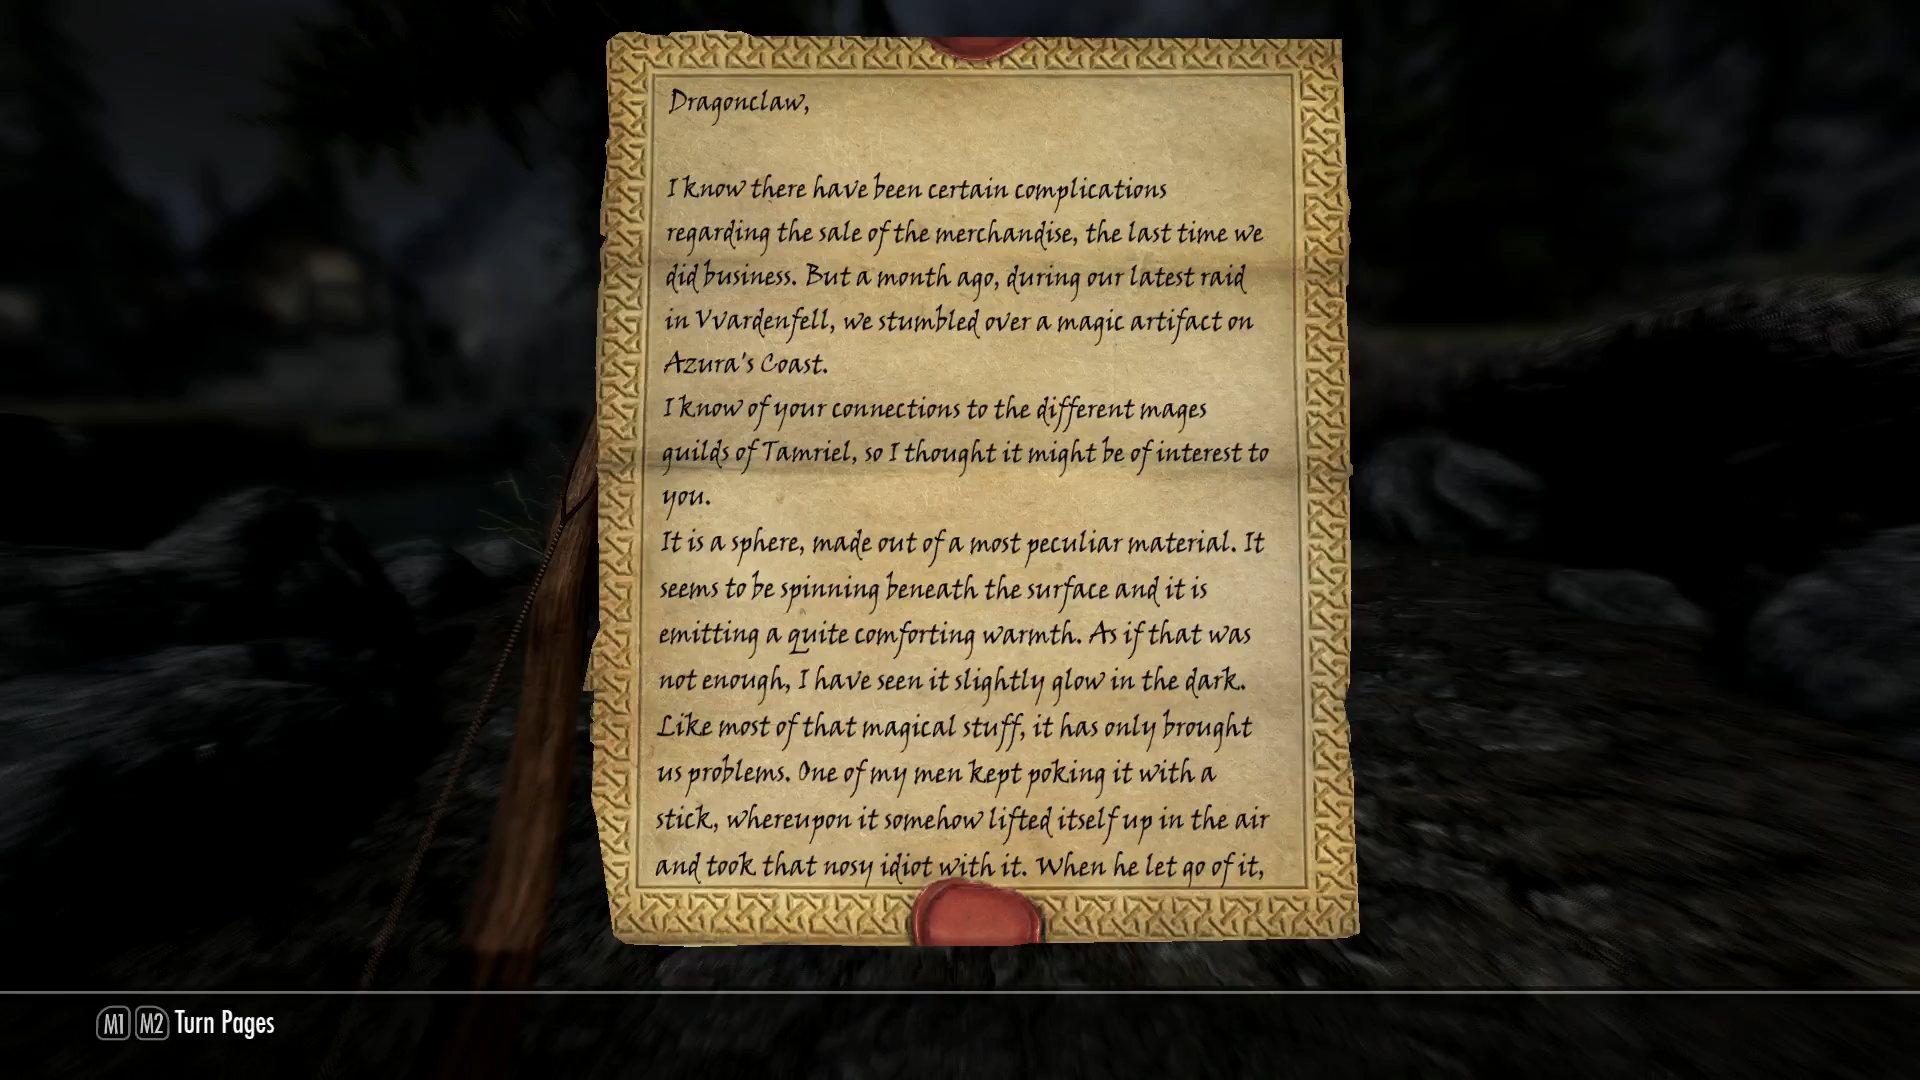 Dragonclaw,
I know there have been certain complications
regarding the sale of the merchandise, the last time we
did business. But a month ago, during our latest raid
in Vvardenfell, we stumbled over a magic artifact on
Azura's Coast.
I know of your connections to the different mages
guilds of Tamriel, so I thought it might be of interest to
you.
It is a sphere, made out of a most peculiar material. It
seems to be spinning beneath the surface and it is
emitting a quite comforting warmth. As if that was
not enough, I have seen it slightly glow in the dark.
Like most of that magical stuff, it has only brought
us problems. One of my men kept poking it with a
stick, whereupon it somehow lifted itself up in the air
and took that nosy idiot with it. When he let go of it,
M1 M2 Turn Pages